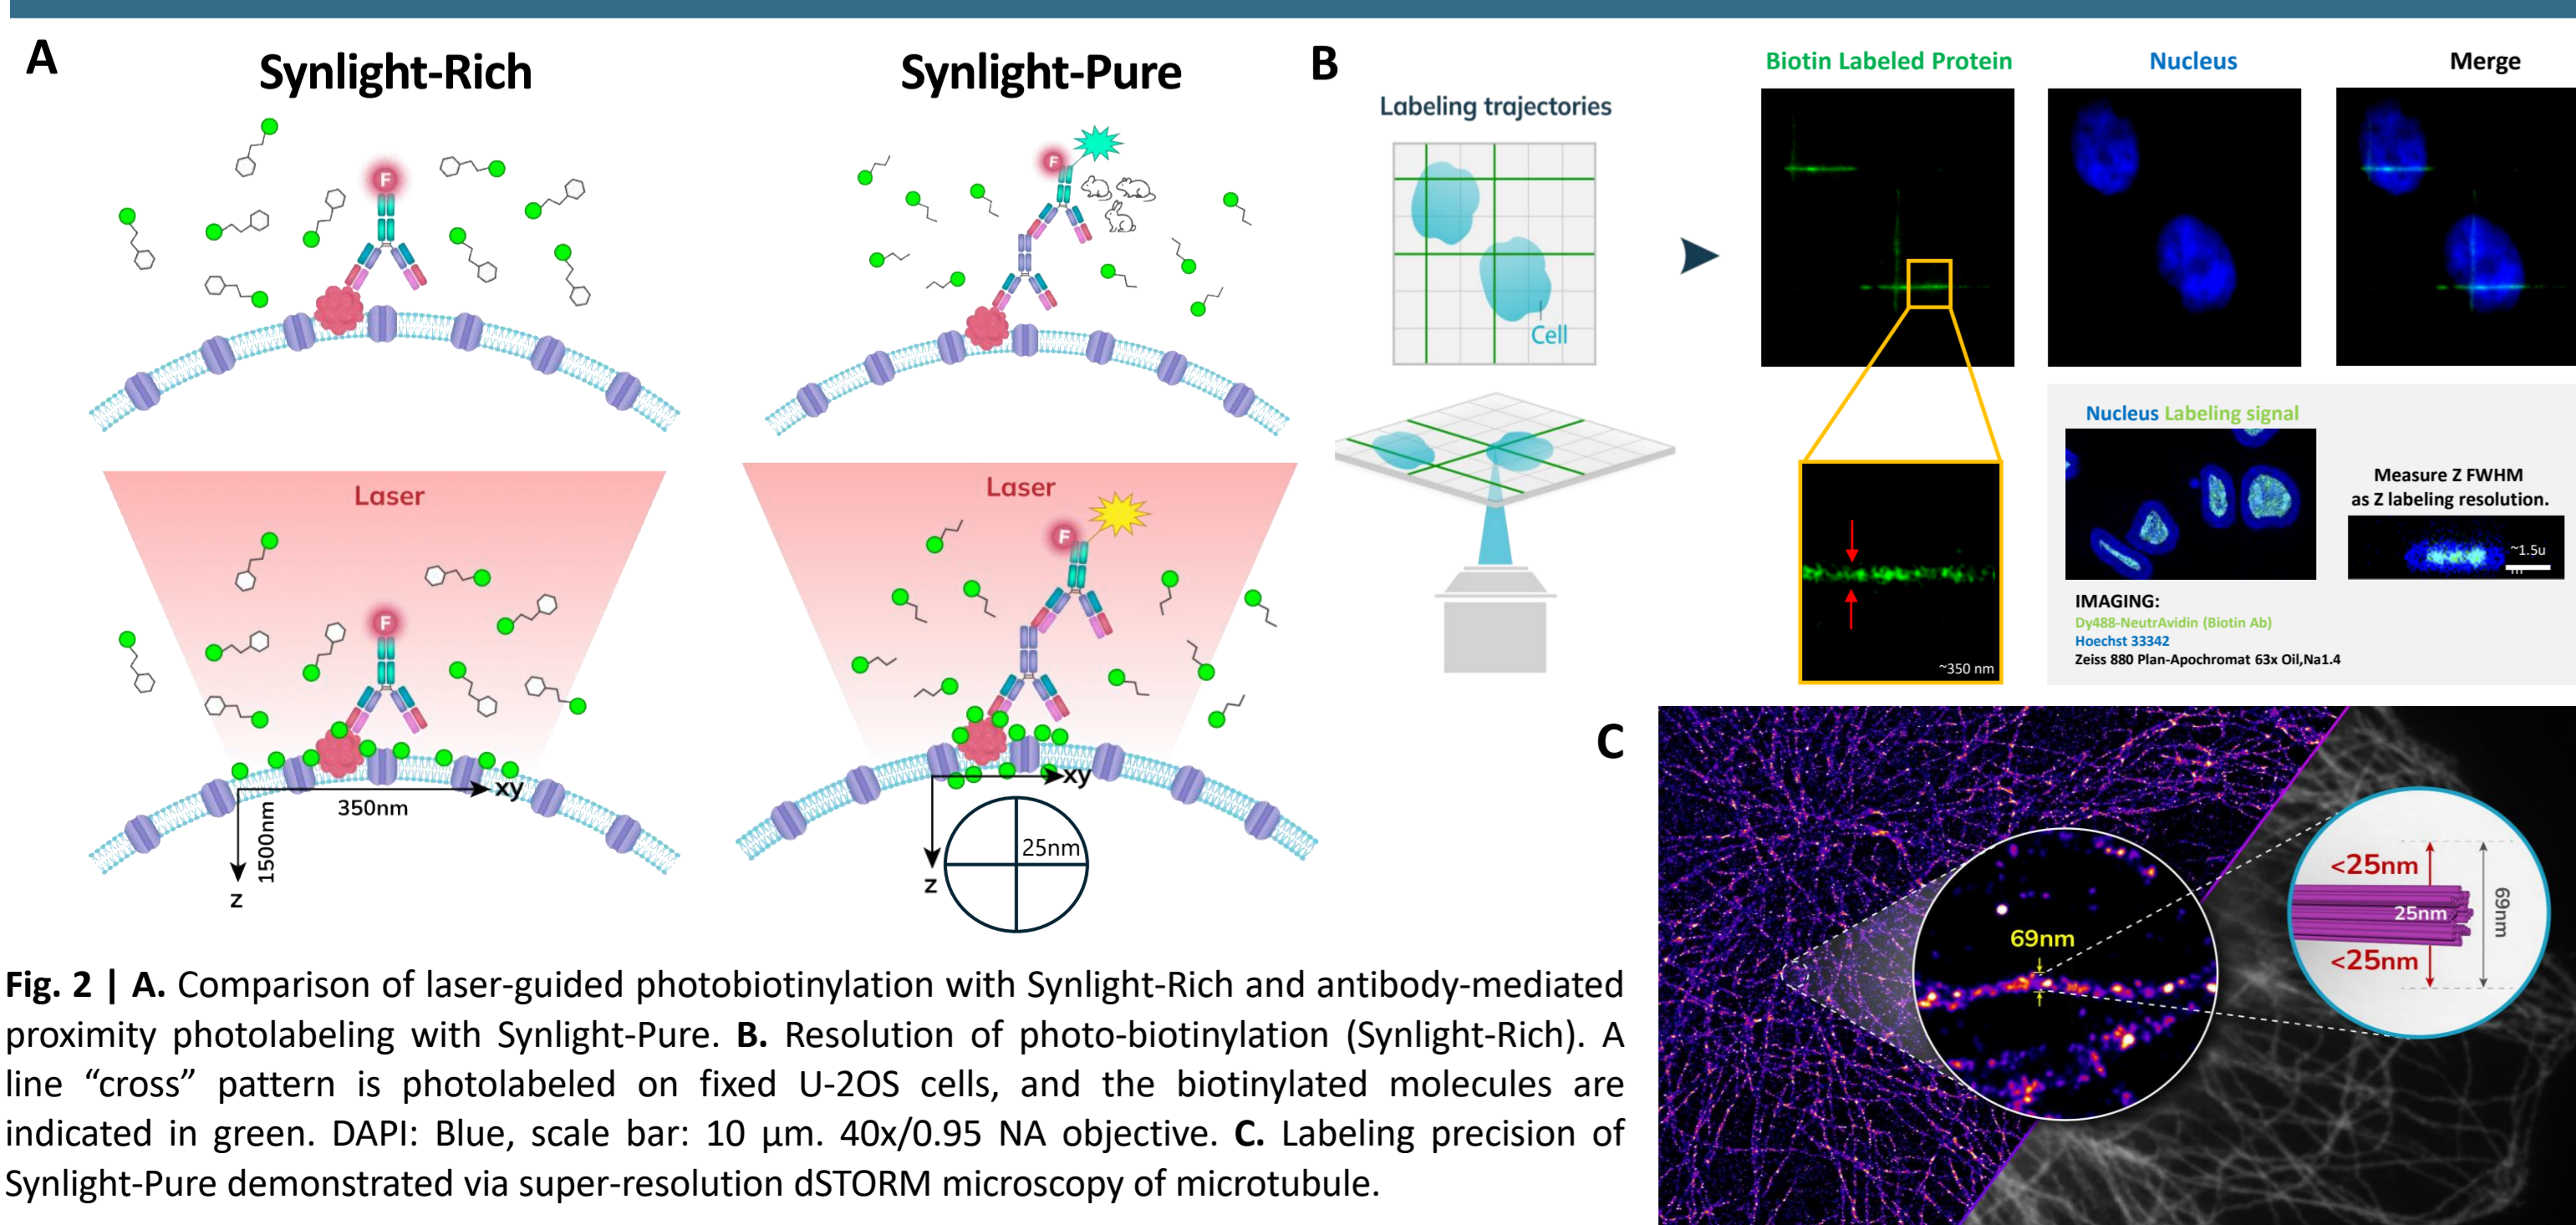 A
Synlight-Rich
Synlight-Pure
F
F
Laser
Laser
F
F
xy
350nm
1500nm
z
xy
25nm
z
B
Labeling trajectories
Cell
Biotin Labeled Protein
Nucleus
Merge
~350 nm
Nucleus Labeling signal
Measure Z FWHM
as Z labeling resolution.
~1.5u
m
IMAGING:
Dy488-NeutrAvidin (Biotin Ab)
Hoechst 33342
Zeiss 880 Plan-Apochromat 63x Oil,Na1.4
C
69nm
<25nm
25nm
69nm
<25nm
Fig. 2 | A. Comparison of laser-guided photobiotinylation with Synlight-Rich and antibody-mediated
proximity photolabeling with Synlight-Pure. B. Resolution of photo-biotinylation (Synlight-Rich). A
line “cross” pattern is photolabeled on fixed U-2OS cells, and the biotinylated molecules are
indicated in green. DAPI: Blue, scale bar: 10 μm. 40x/0.95 NA objective. C. Labeling precision of
Synlight-Pure demonstrated via super-resolution dSTORM microscopy of microtubule.